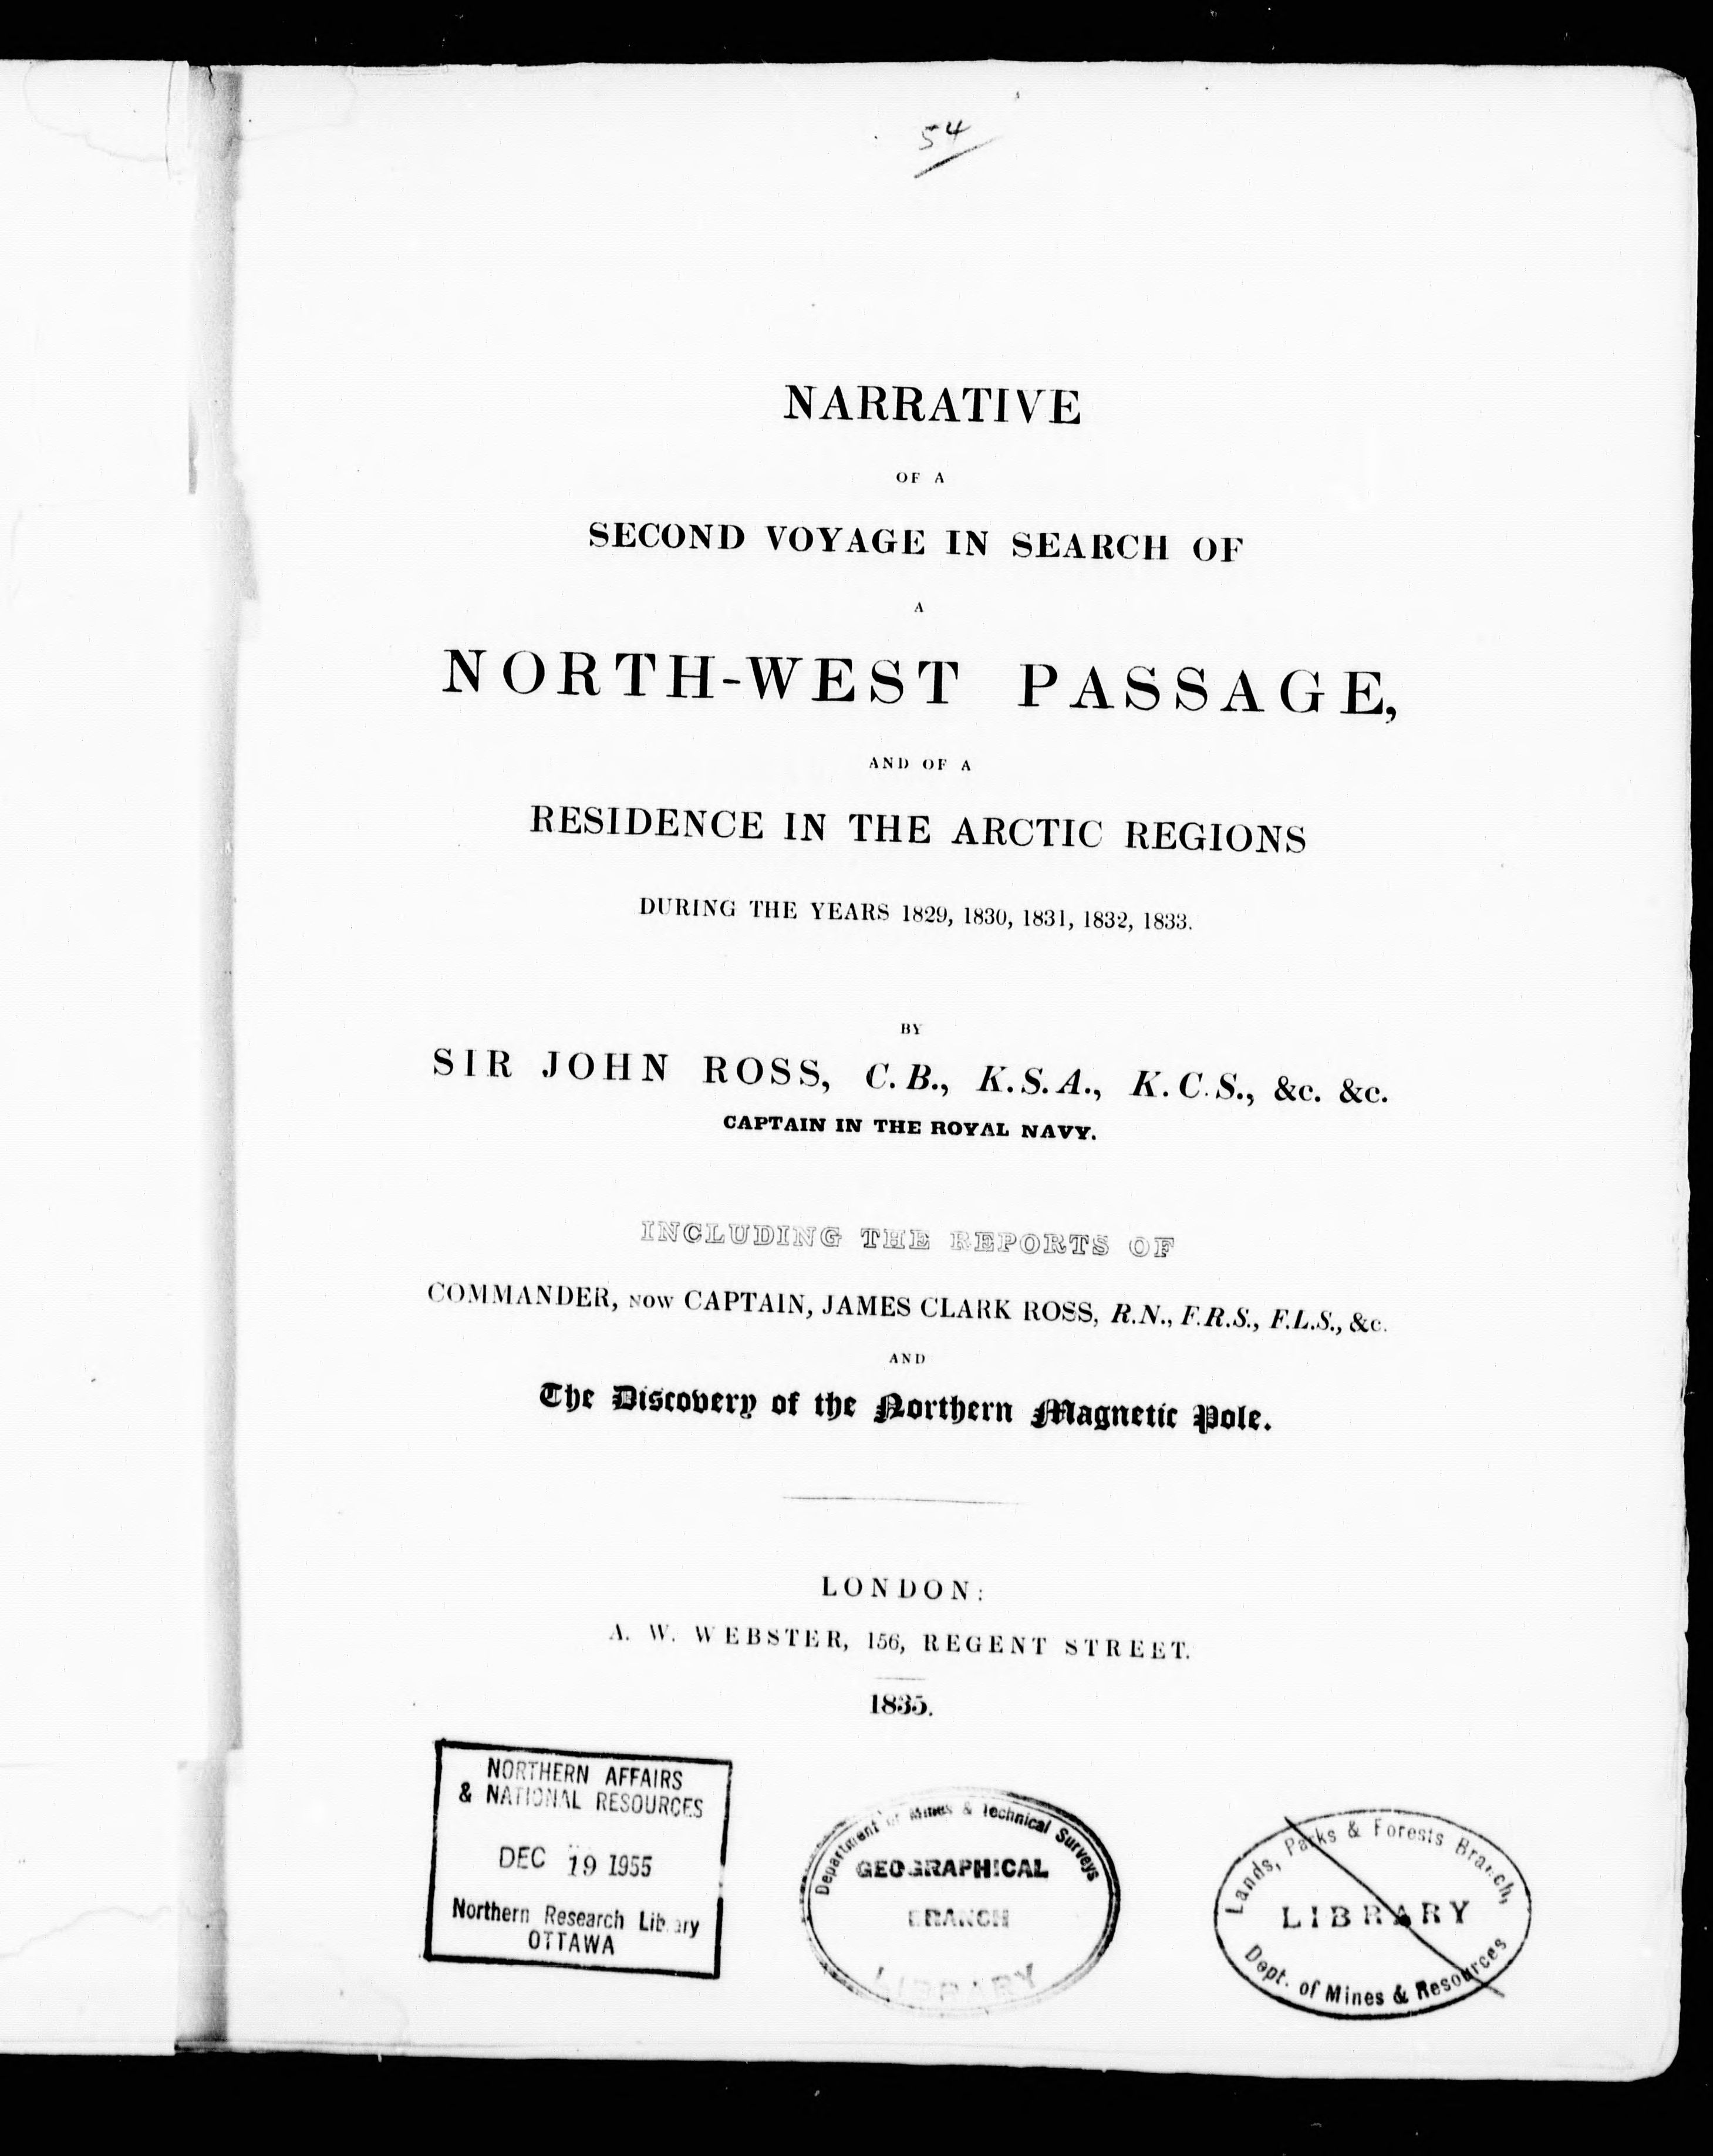 54
NARRATIVE
OF A
SECOND VOYAGE IN SEARCH OF
A
NORTH-WEST PASSAGE,
AND OF A
RESIDENCE IN THE ARCTIC REGIONS
DURING THE YEARS 1829, 1830, 1831, 1832, 1833.
BY
SIR JOHN ROSS, C.B., K.S.A., K.C.S., &c. &c.
CAPTAIN IN THE ROYAL NAVY.
INCLUDING THE REPORTS OF
COMMANDER, NOW CAPTAIN, JAMES CLARK ROSS, R.N., F.R.S., F.L.S., &c.
AND
The Discovery of the Northern Magnetic Pole.
LONDON:
A. W. WEBSTER, 156, REGENT STREET.
1835.
NORTHERN AFFAIRS
& NATIONAL RESOURCES
DEC 19 1955
Northern Research Library
OTTAWA
Department of Mines & Technical Surveys
GEOGRAPHICAL
BRANCH
LIBRARY
Lands, Parks & Forests Branch,
LIBRARY
Dept. of Mines & Resources